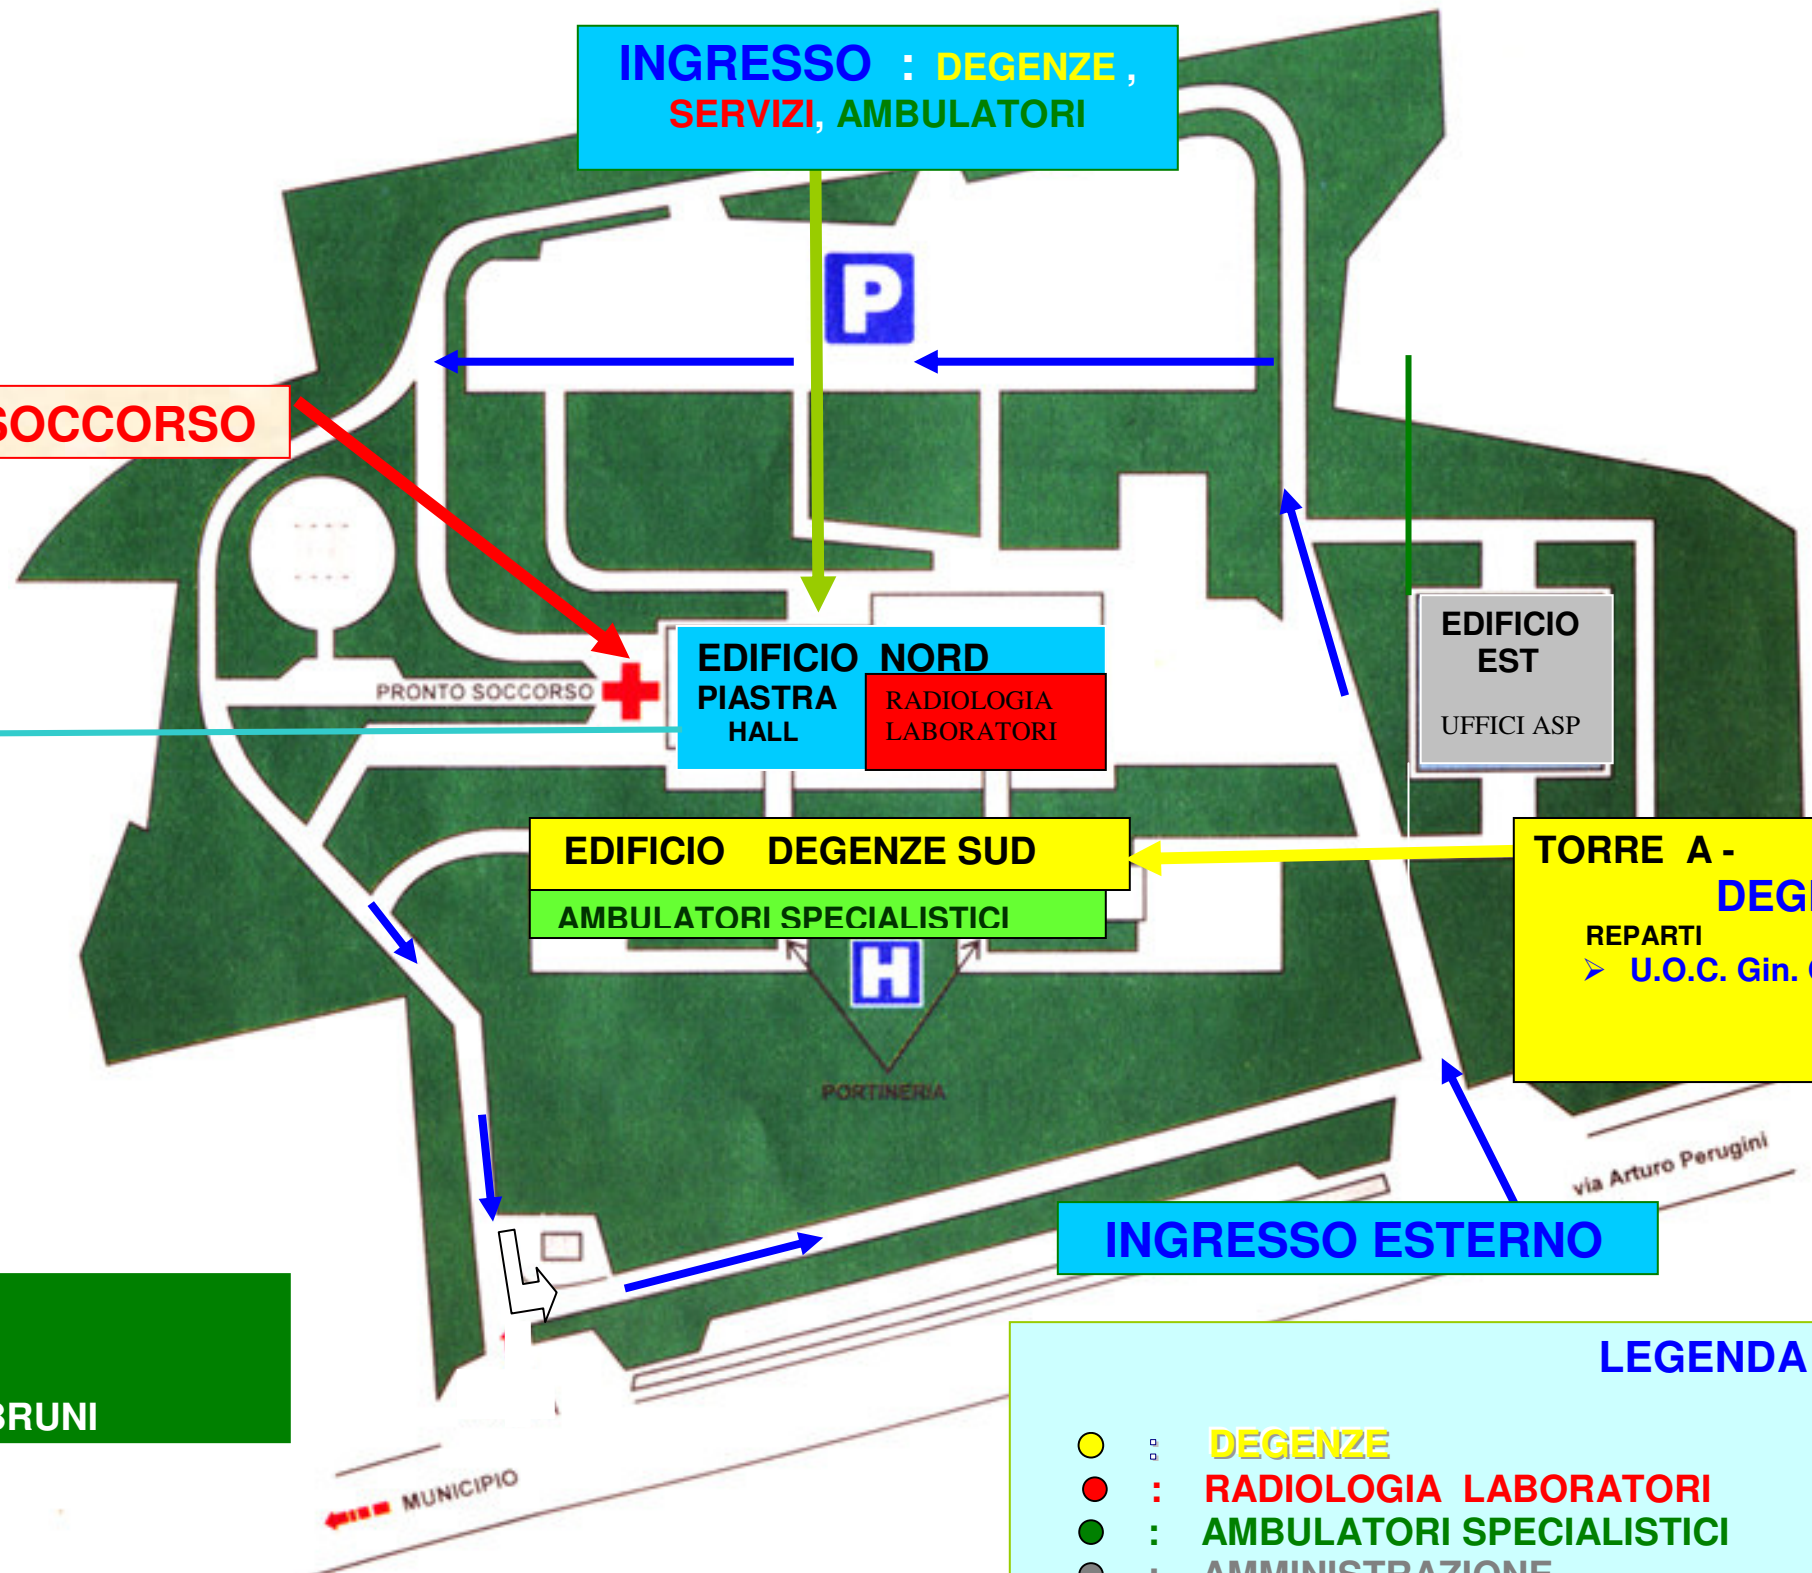 INGRESSO : DEGENZE ,
SERVIZI, AMBULATORI
P
SOCCORSO
EDIFICIO NORD
PIASTRA
HALL
RADIOLOGIA
LABORATORI
EDIFICIO
EST
UFFICI ASP
PRONTO SOCCORSO
EDIFICIO DEGENZE SUD
AMBULATORI SPECIALISTICI
TORRE A -
REPARTI
➢ U.O.C. Gin.
H
PORTINERIA
via Arturo Perugini
INGRESSO ESTERNO
BRUNI
MUNICIPIO
LEGENDA
: DEGENZE
: RADIOLOGIA LABORATORI
: AMBULATORI SPECIALISTICI
: AMMINISTRAZIONE